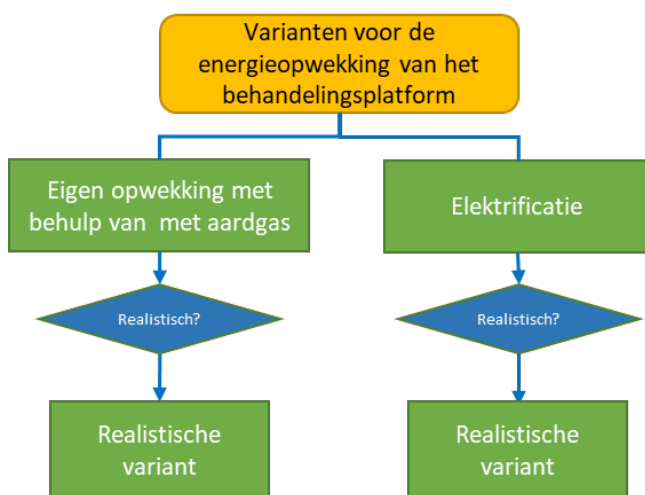 Varianten voor de
energieopwekking van het
behandelingsplatform
Eigen opwekking met
behulp van met aardgas
Elektrificatie
Realistisch?
Realistisch?
Realistische
variant
Realistische
variant